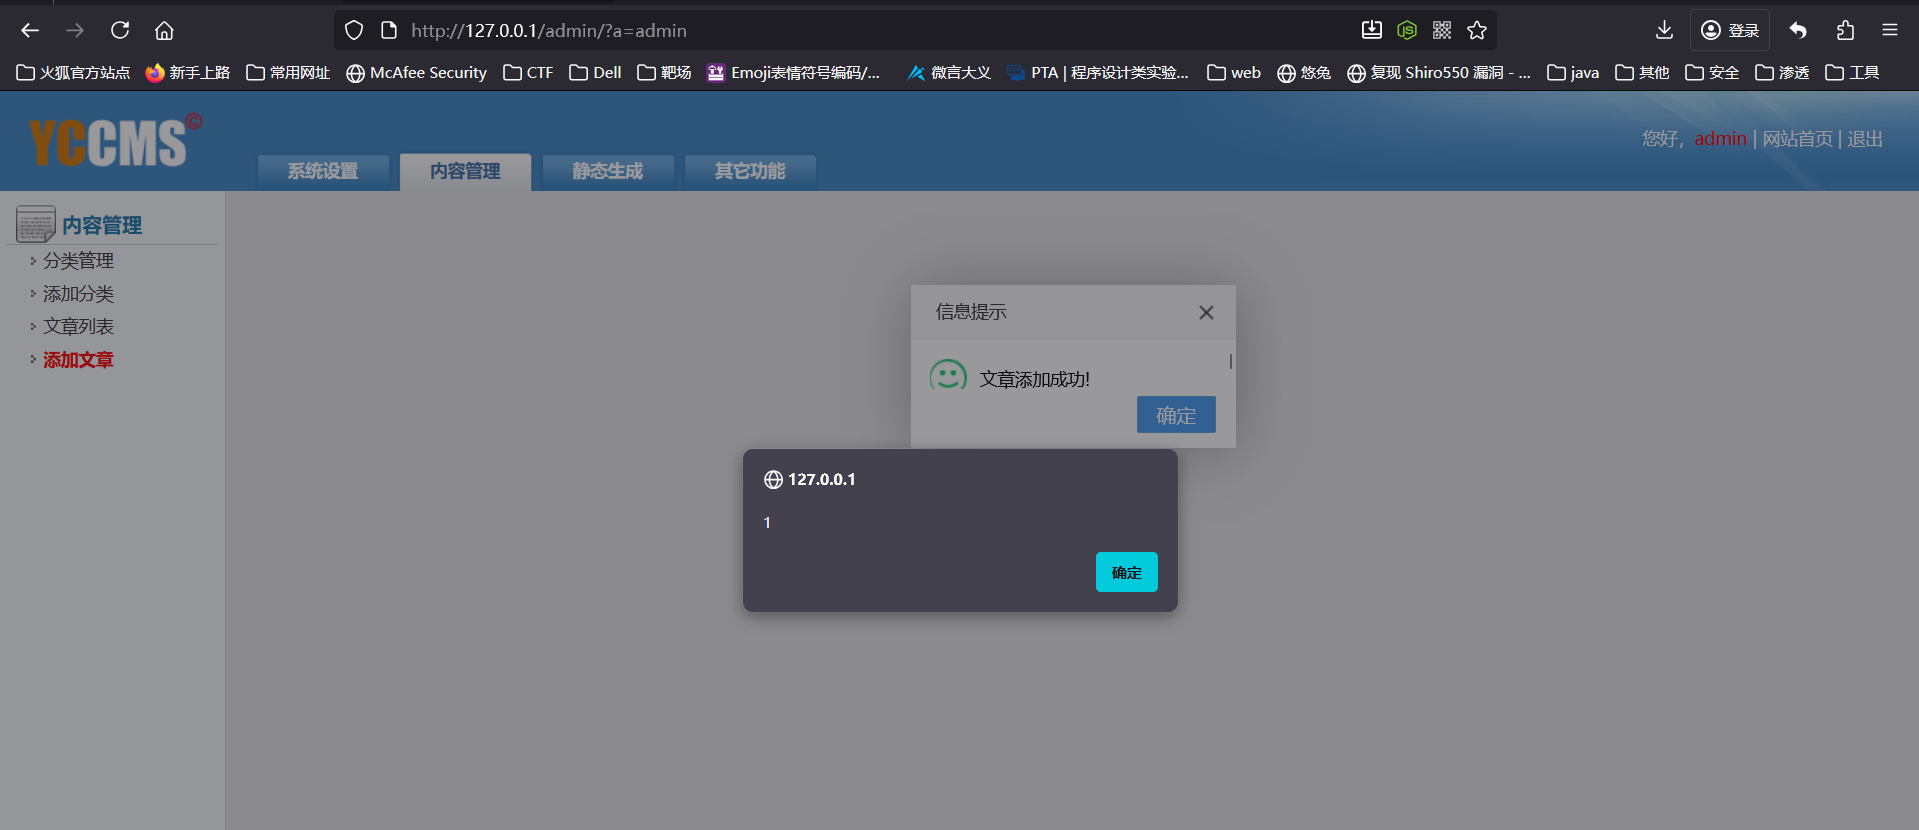 http://127.0.0.1/admin/?a=admin
登录
火狐官方站点 新手上路 常用网址 McAfee Security CTF Dell 靶场 Emoji表情符号编码/... 微言大义 PTA | 程序设计类实验... web 悠兔 复现 Shiro550 漏洞 - ... java 其他 安全 渗透 工具
YCCMS©
您好，admin | 网站首页 | 退出
系统设置 内容管理 静态生成 其它功能
内容管理
分类管理
添加分类
文章列表
添加文章
信息提示
文章添加成功!
确定
127.0.0.1
1
确定